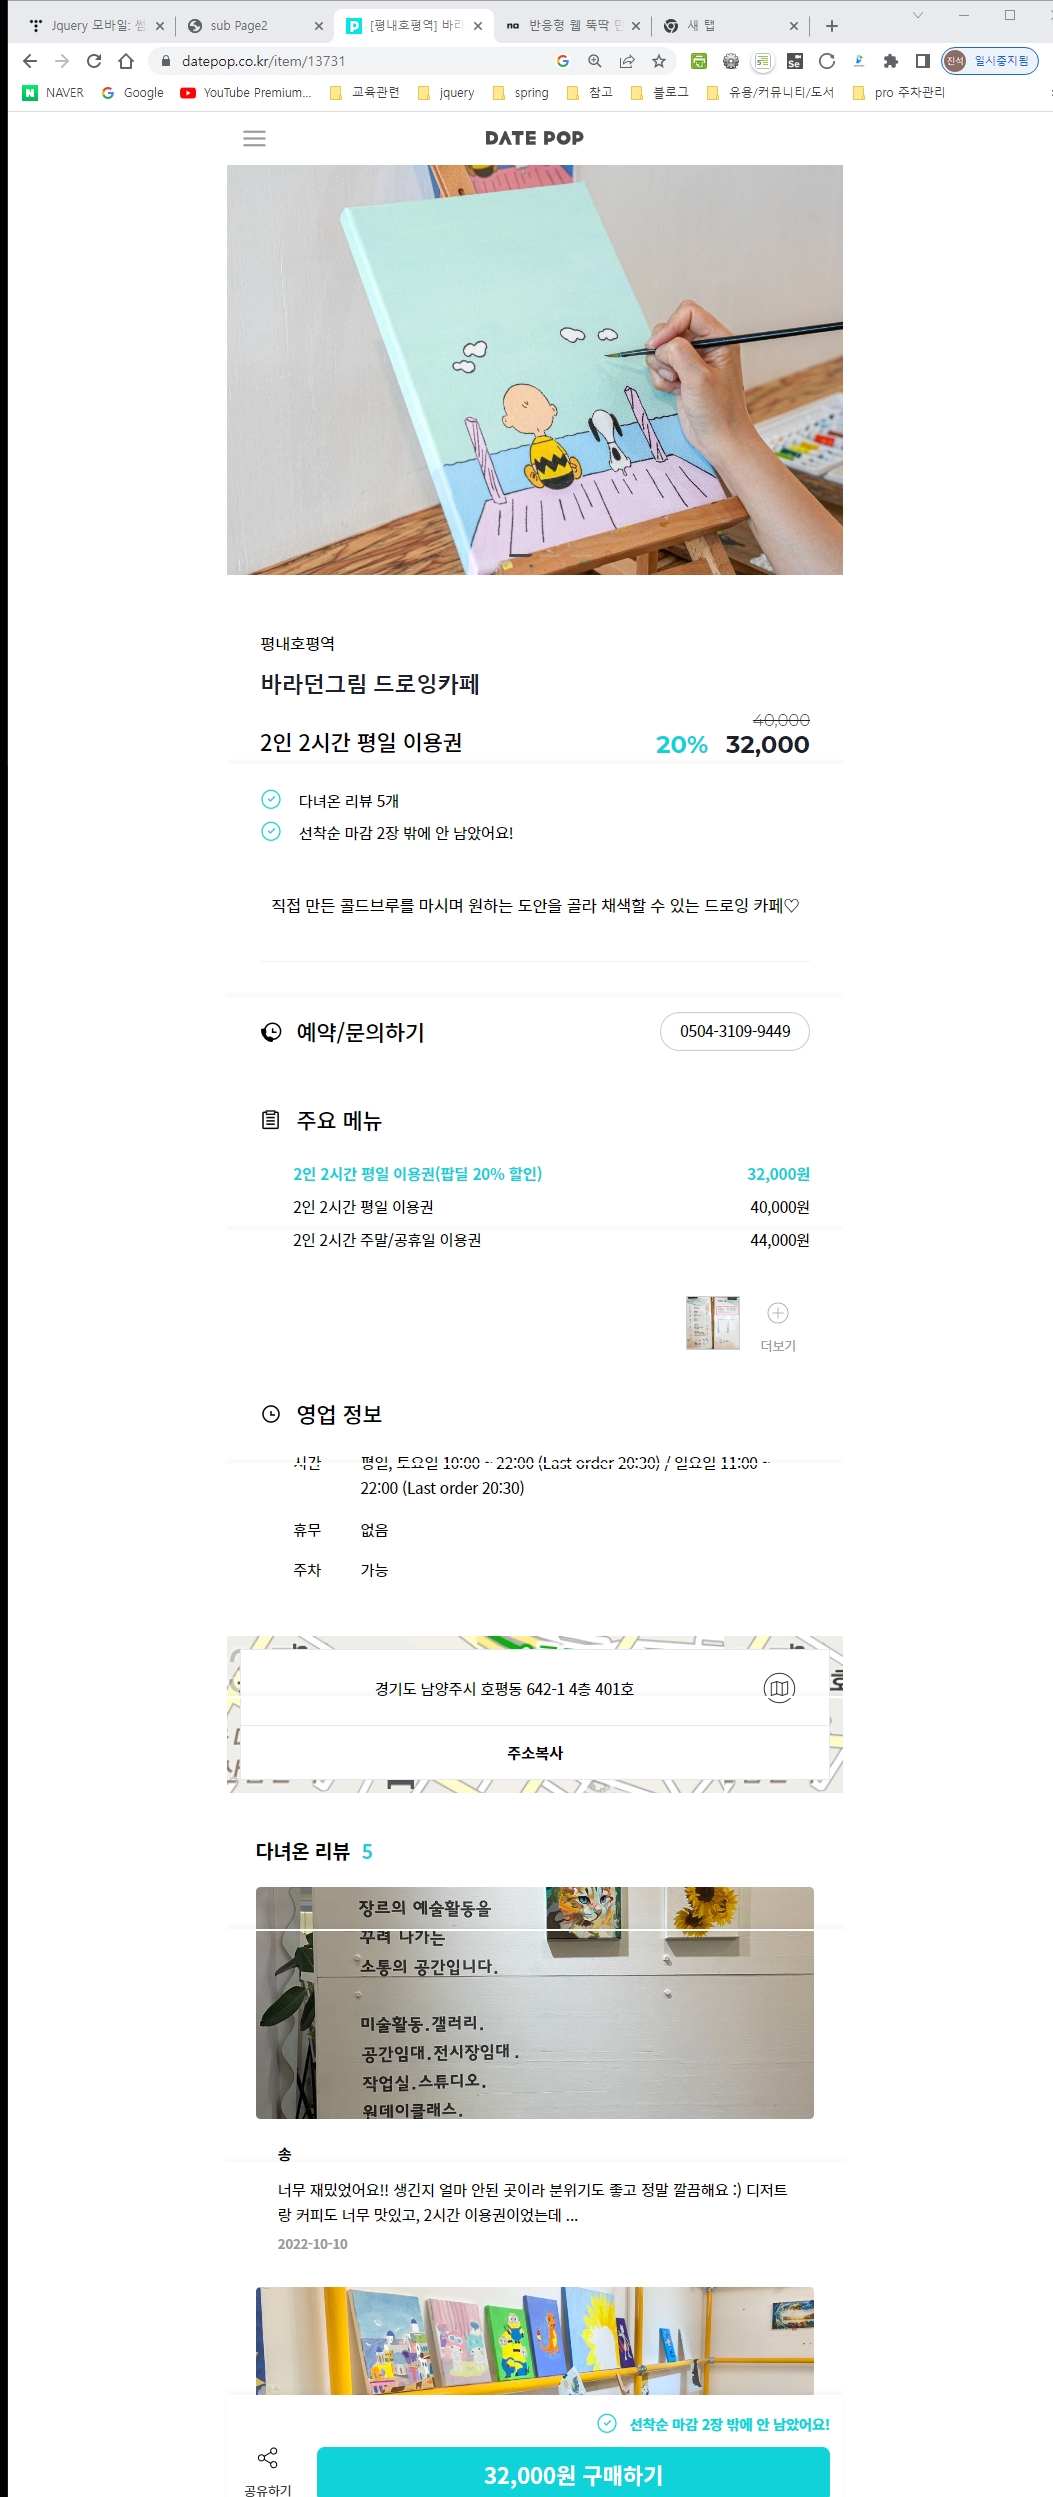 Jquery 모바일: 썸
sub Page2
[평내호평역] 바라
반응형 웹 뚝딱 만
새 탭
datepop.co.kr/item/13731
진석
일시중지됨
NAVER
Google
YouTube Premium...
교육관련
jquery
spring
참고
블로그
유용/커뮤니티/도서
pro 주차관리
DATE POP
평내호평역
바라던그림 드로잉카페
40,000
2인 2시간 평일 이용권 20% 32,000
다녀온 리뷰 5개
선착순 마감 2장 밖에 안 남았어요!
직접 만든 콜드브루를 마시며 원하는 도안을 골라 채색할 수 있는 드로잉 카페♡
예약/문의하기 0504-3109-9449
주요 메뉴
2인 2시간 평일 이용권(팝딜 20% 할인) 32,000원
2인 2시간 평일 이용권 40,000원
2인 2시간 주말/공휴일 이용권 44,000원
더보기
영업 정보
시간 평일, 토요일 10:00 ~ 22:00 (Last order 20:30) / 일요일 11:00 ~
22:00 (Last order 20:30)
휴무 없음
주차 가능
경기도 남양주시 호평동 642-1 4층 401호
주소복사
다녀온 리뷰 5
장르의 예술활동을
꾸려 나가는
소통의 공간입니다.
미술활동.갤러리.
공간임대.전시장임대.
작업실.스튜디오.
원데이클래스.
송
너무 재밌었어요!! 생긴지 얼마 안된 곳이라 분위기도 좋고 정말 깔끔해요 :) 디저트
랑 커피도 너무 맛있고, 2시간 이용권이었는데 ...
2022-10-10
선착순 마감 2장 밖에 안 남았어요!
공유하기
32,000원 구매하기